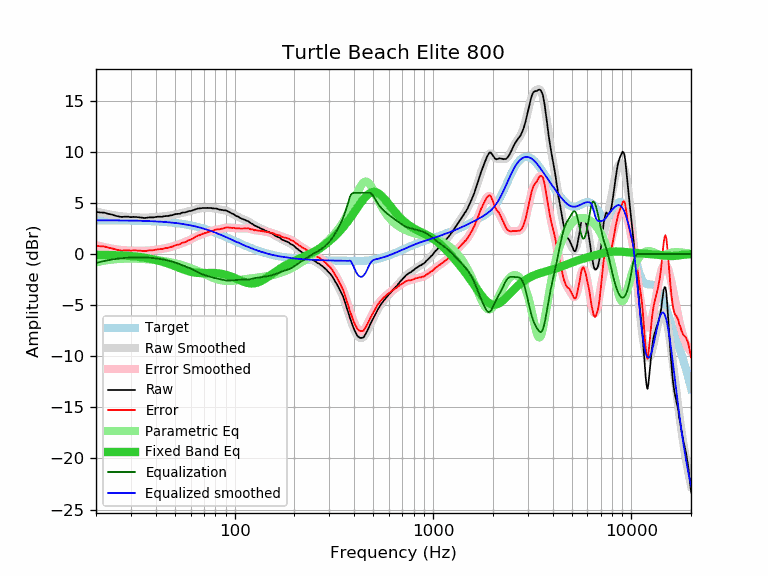 Turtle Beach Elite 800
Amplitude (dBr)
15
10
5
0
−5
−10
−15
−20
−25
Target
Raw Smoothed
Error Smoothed
Raw
Error
Parametric Eq
Fixed Band Eq
Equalization
Equalized smoothed
100
1000
10000
Frequency (Hz)